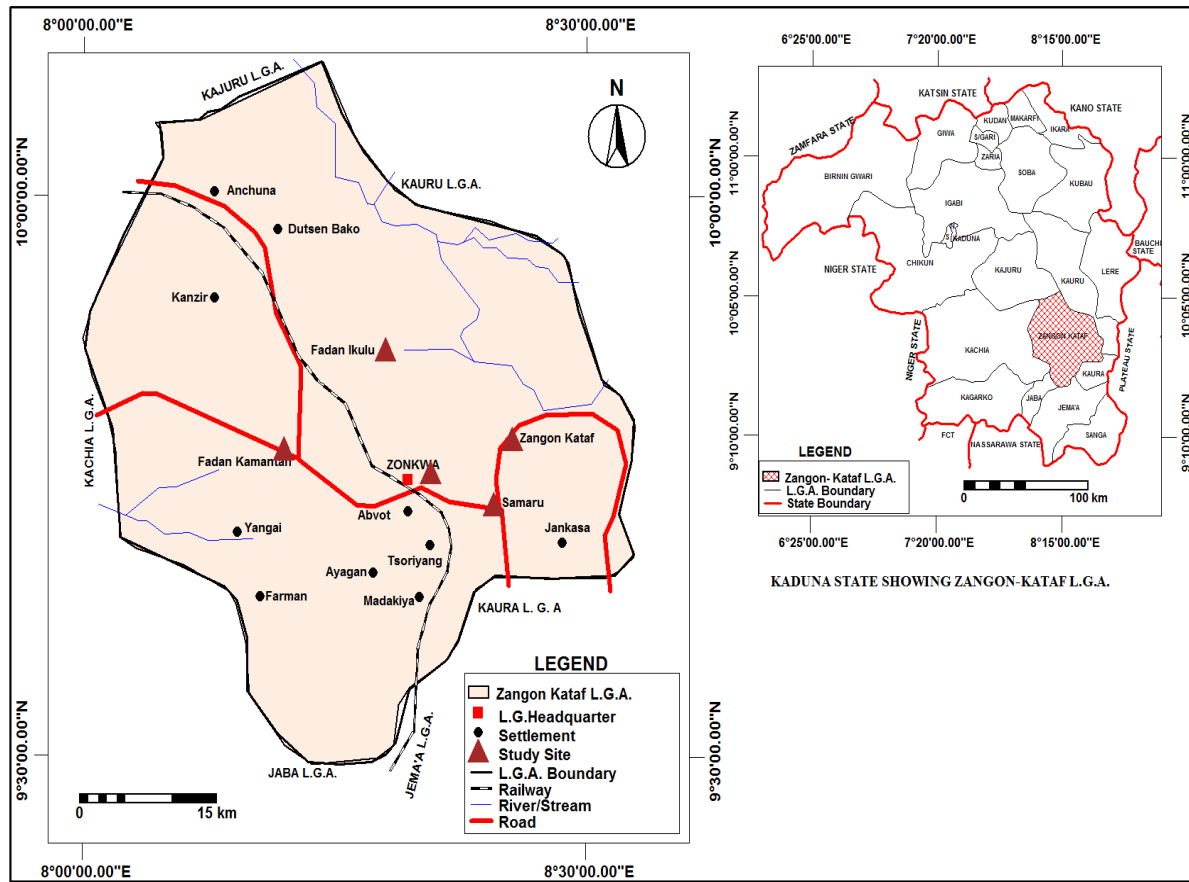 8°00'00.00"E
8°30'00.00"E
10°00'00.00"N
9°30'00.00"N
KAJURU L.G.A.
KAURU L.G.A.
N
Anchuna
Dutsen Bako
Kanzir
Fadan Ikulu
KACHIA L.G.A.
Fadan Kamantan
ZONKWA
Zangon Kataf
Samaru
Abvot
Yangai
Tsoriyang
Jankasa
Ayagan
Farman
Madakiya
KAURA L. G. A
JABA L.G.A.
JEMA'A L.G.A.
0 15 km
LEGEND
Zangon Kataf L.G.A.
L.G.Headquarter
Settlement
Study Site
L.G.A. Boundary
Railway
River/Stream
Road
10°00'00.00"N
9°30'00.00"N
8°00'00.00"E
8°30'00.00"E
6°25'00.00"E
7°20'00.00"E
8°15'00.00"E
11°00'00.00"N
10°05'00.00"N
9°10'00.00"N
KATSIN STATE
KANO STATE
ZAMFARA STATE
KUDAN
MAKARFI
IKARA
GIWA
S/GARI
ZARIA
SOBA
KUBAU
BIRNIN GWARI
IGABI
KADUNA
CHIKUN
KAJURU
KAURU
LERE
BAUCHI
STATE
NIGER STATE
NIGER STATE
ZANGON KATAF
KACHIA
KAURA
PLATEAU STATE
KAGARKO
JABA
JEMA'A
SANGA
FCT
NASSARAWA STATE
LEGEND
Zangon- Kataf L.G.A.
L.G.A. Boundary
State Boundary
0 100 km
11°00'00.00"N
10°05'00.00"N
9°10'00.00"N
6°25'00.00"E
7°20'00.00"E
8°15'00.00"E
KADUNA STATE SHOWING ZANGON-KATAF L.G.A.